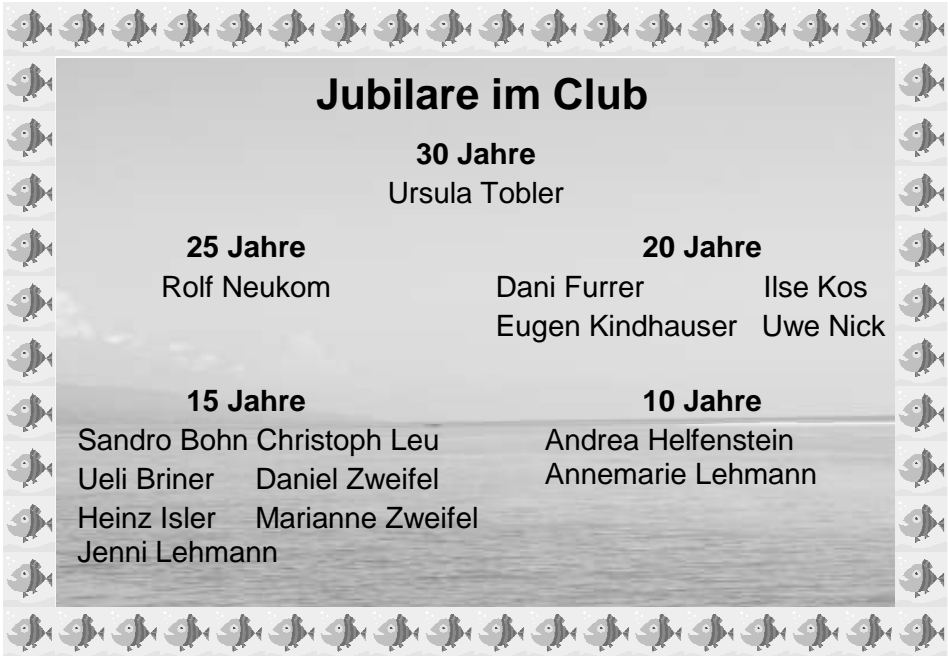 Jubilare im Club
30 Jahre
Ursula Tobler
25 Jahre
Rolf Neukom
20 Jahre
Dani Furrer Ilse Kos
Eugen Kindhauser Uwe Nick
15 Jahre
Sandro Bohn Christoph Leu
Ueli Briner Daniel Zweifel
Heinz Isler Marianne Zweifel
Jenni Lehmann
10 Jahre
Andrea Helfenstein
Annemarie Lehmann